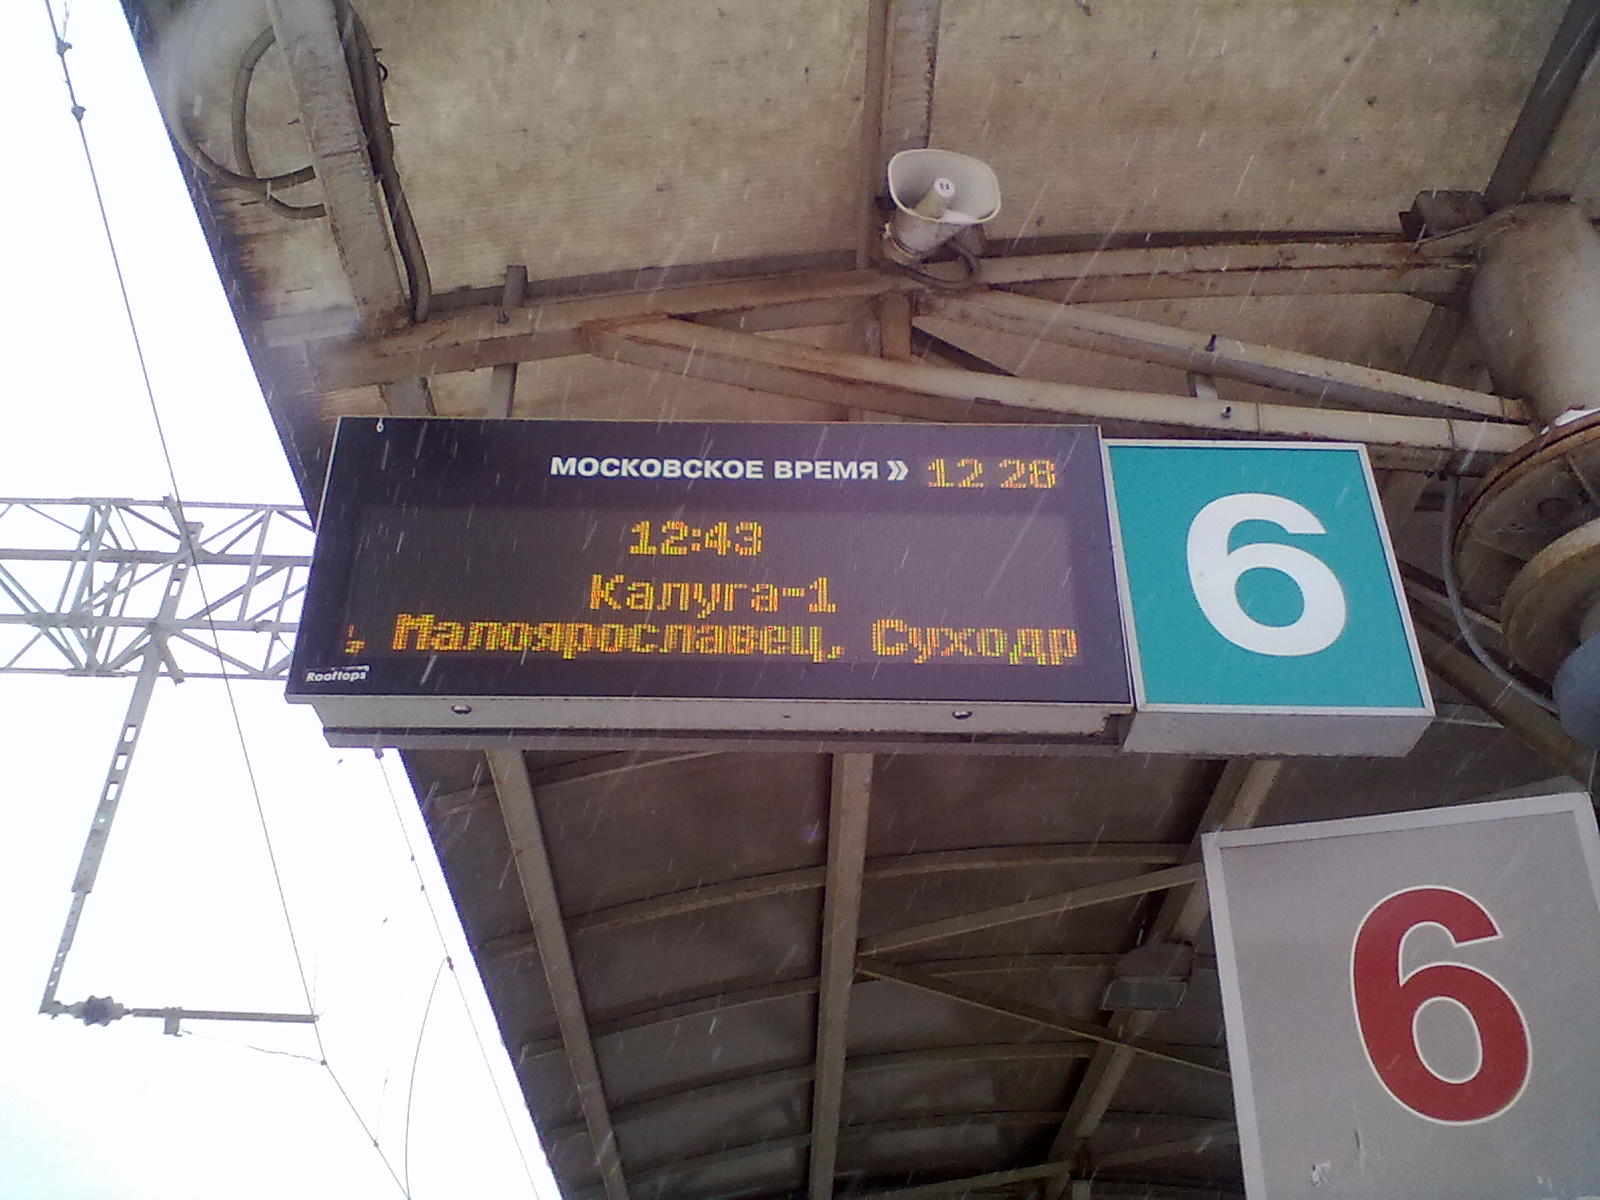 МОСКОВСКОЕ ВРЕМЯ » 12 28
12:43
Калуга-1
, Малоярославец, Суходр
Rooftops
6
6